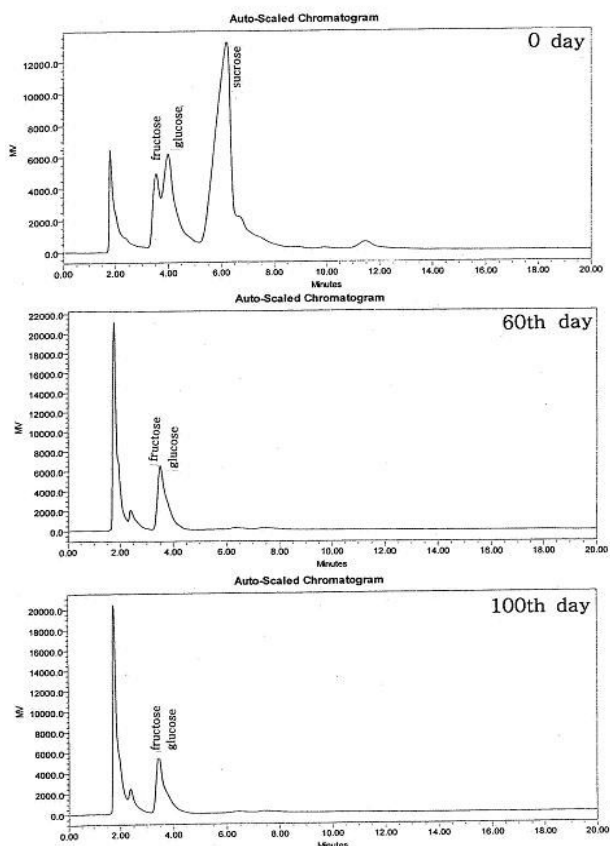 Auto-Scaled Chromatogram
0 day
12000.0
10000.0
8000.0
6000.0
4000.0
2000.0
0.0
MV
fructose
glucose
sucrose
0.00 2.00 4.00 6.00 8.00 10.00 12.00 14.00 16.00 18.00 20.00
Minutes
Auto-Scaled Chromatogram
60th day
22000.0
20000.0
18000.0
16000.0
14000.0
12000.0
10000.0
8000.0
6000.0
4000.0
2000.0
0.0
MV
fructose
glucose
0.00 2.00 4.00 6.00 8.00 10.00 12.00 14.00 16.00 18.00 20.00
Minutes
Auto-Scaled Chromatogram
100th day
20000.0
18000.0
16000.0
14000.0
12000.0
10000.0
8000.0
6000.0
4000.0
2000.0
0.0
MV
fructose
glucose
0.00 2.00 4.00 6.00 8.00 10.00 12.00 14.00 16.00 18.00 20.00
Minutes